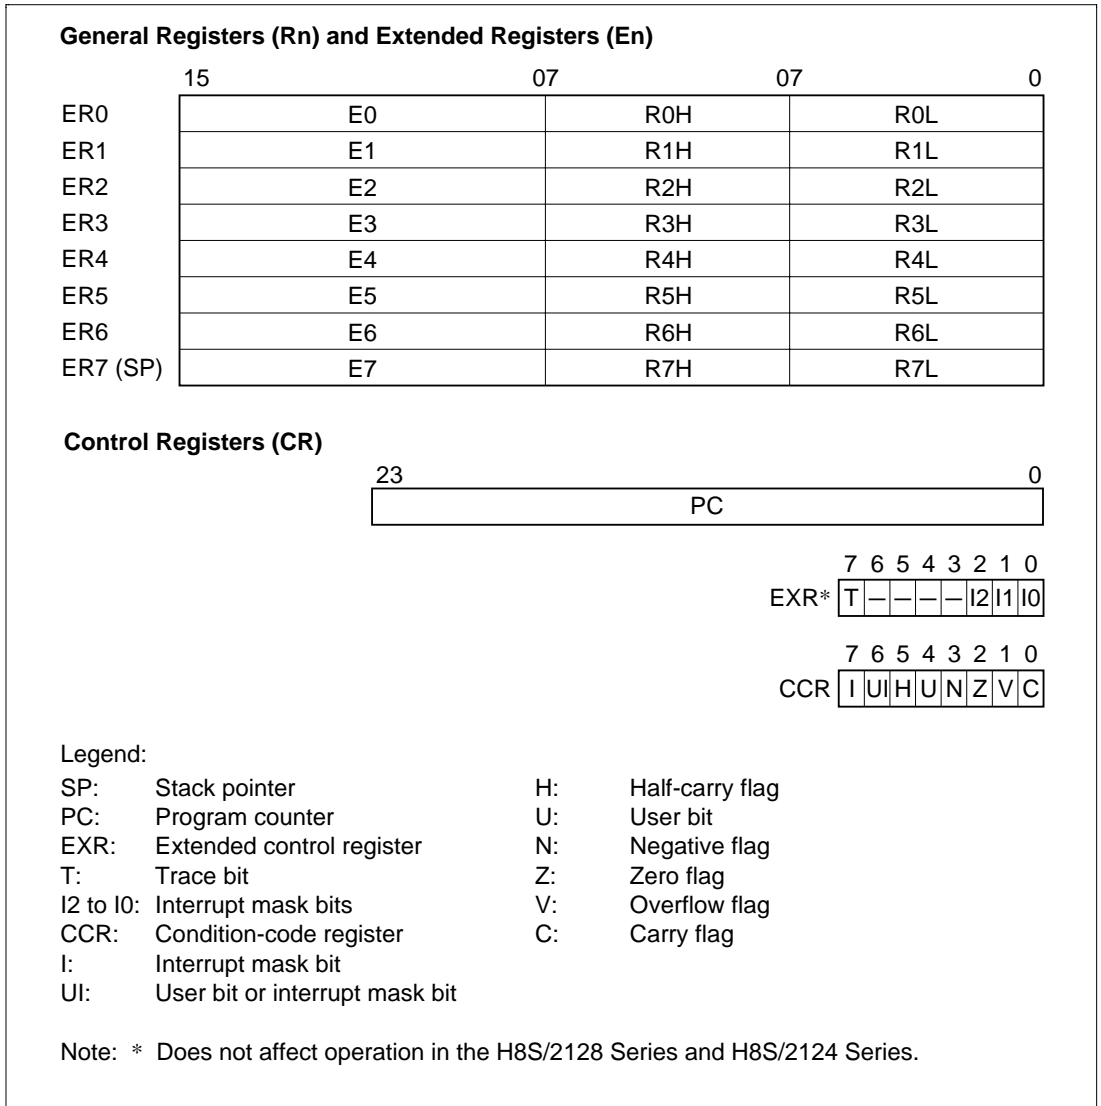 General Registers (Rn) and Extended Registers (En)
15 07 07 0
ER0 E0 R0H R0L
ER1 E1 R1H R1L
ER2 E2 R2H R2L
ER3 E3 R3H R3L
ER4 E4 R4H R4L
ER5 E5 R5H R5L
ER6 E6 R6H R6L
ER7 (SP) E7 R7H R7L
Control Registers (CR)
23 0
PC
7 6 5 4 3 2 1 0
EXR* T — — — — I2 I1 I0
7 6 5 4 3 2 1 0
CCR I UI H U N Z V C
Legend:
SP: Stack pointer H: Half-carry flag
PC: Program counter U: User bit
EXR: Extended control register N: Negative flag
T: Trace bit Z: Zero flag
I2 to I0: Interrupt mask bits V: Overflow flag
CCR: Condition-code register C: Carry flag
I: Interrupt mask bit
UI: User bit or interrupt mask bit
Note: * Does not affect operation in the H8S/2128 Series and H8S/2124 Series.